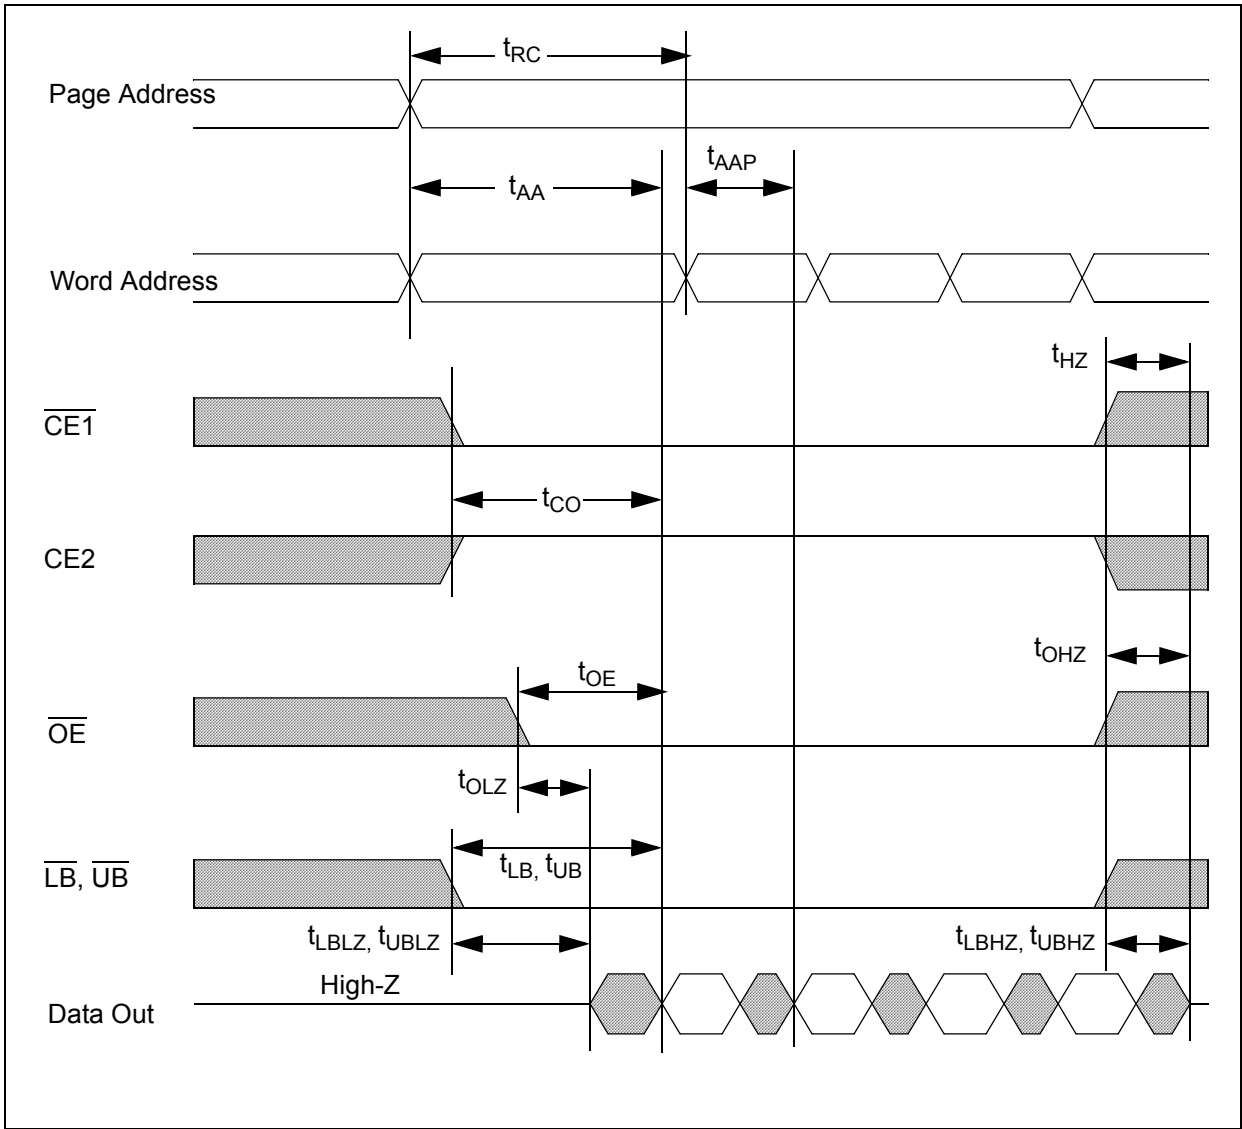 tRC
Page Address
tAAP
tAA
Word Address
tHZ
CE1
tCO
CE2
tOHZ
tOE
OE
tOLZ
tLB, tUB
LB, UB
tLBLZ, tUBLZ
tLBHZ, tUBHZ
High-Z
Data Out